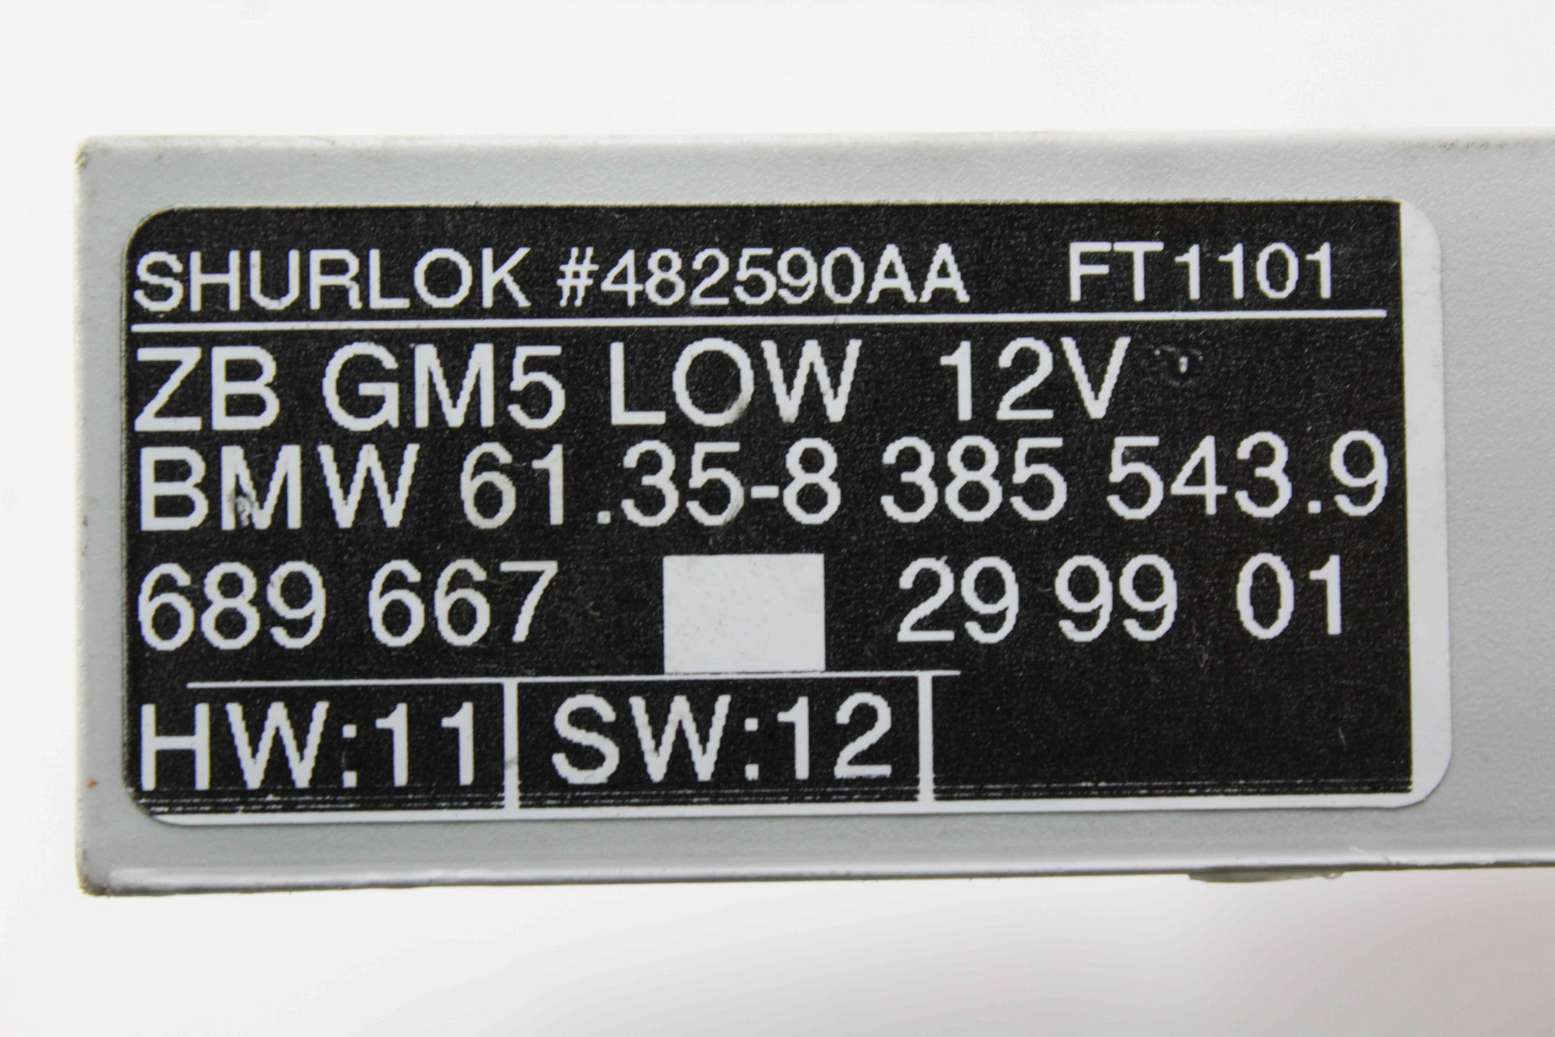 SHURLOK #482590AA FT1101
ZB GM5 LOW 12V
BMW 61.35-8 385 543.9
689 667 29 99 01
HW:11 SW:12